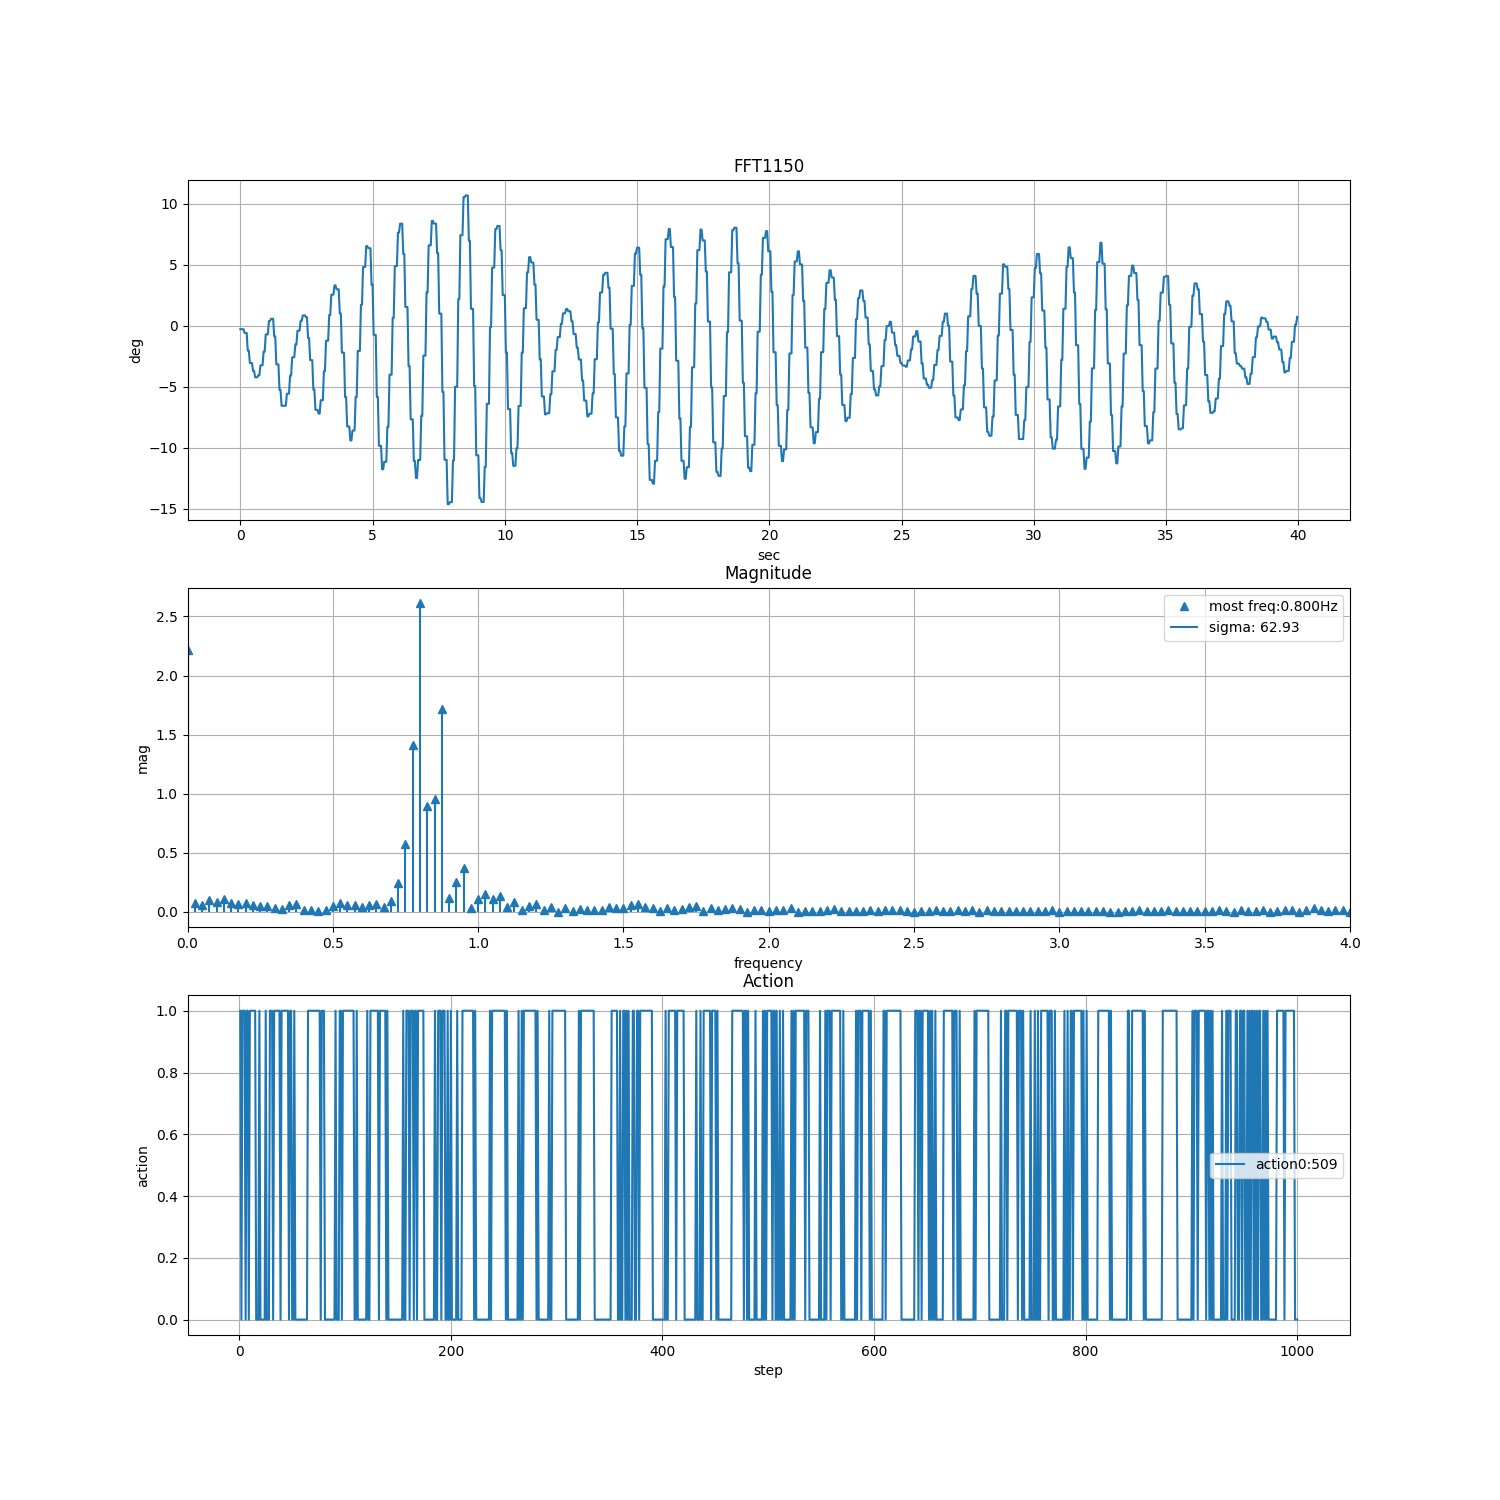 FFT1150
10
5
0
−5
−10
−15
deg
0 5 10 15 20 25 30 35 40
sec
Magnitude
most freq:0.800Hz
sigma: 62.93
2.5
2.0
1.5
1.0
0.5
0.0
mag
0.0 0.5 1.0 1.5 2.0 2.5 3.0 3.5 4.0
frequency
Action
1.0
0.8
0.6
0.4
0.2
0.0
action
action0:509
0 200 400 600 800 1000
step